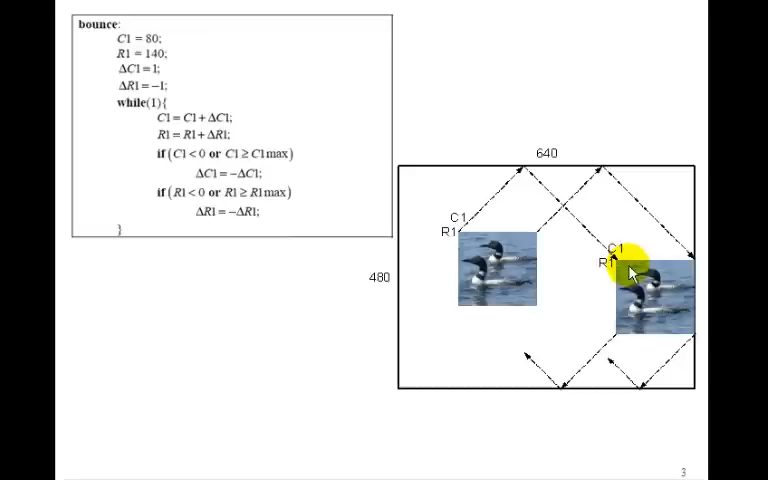 bounce:
C1 = 80;
R1 = 140;
ΔC1 = 1;
ΔR1 = −1;
while(1){
C1 = C1 + ΔC1;
R1 = R1 + ΔR1;
if (C1 < 0 or C1 ≥ C1max)
ΔC1 = −ΔC1;
if (R1 < 0 or R1 ≥ R1max)
ΔR1 = −ΔR1;
}
640
C1
R1
C1
R1
480
3